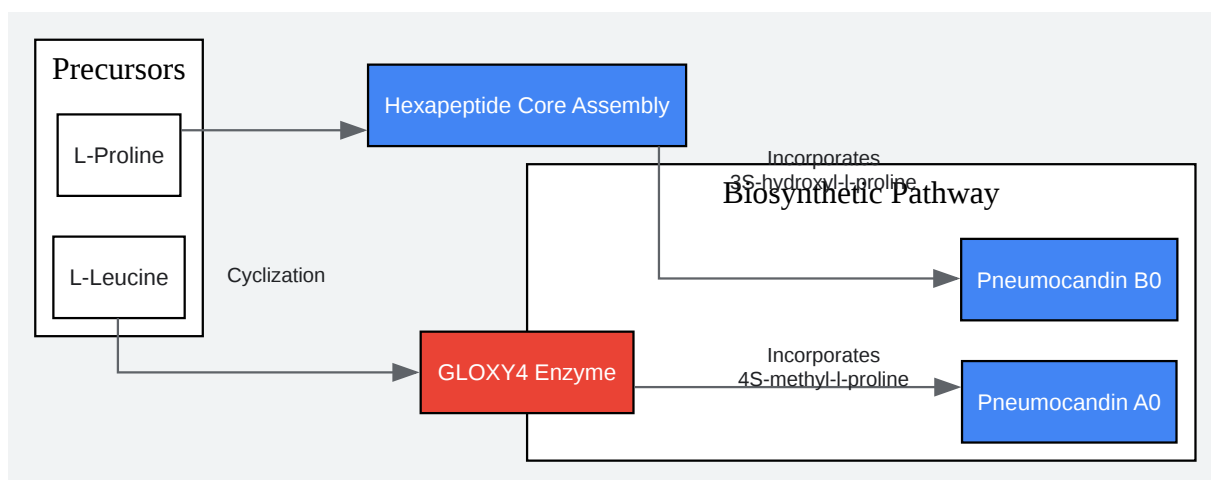 Precursors
L-Proline
L-Leucine
Hexapeptide Core Assembly
Cyclization
GLOXY4 Enzyme
Incorporates
3S-hydroxyl-l-proline
Biosynthetic Pathway
Pneumocandin B0
Incorporates
4S-methyl-l-proline
Pneumocandin A0